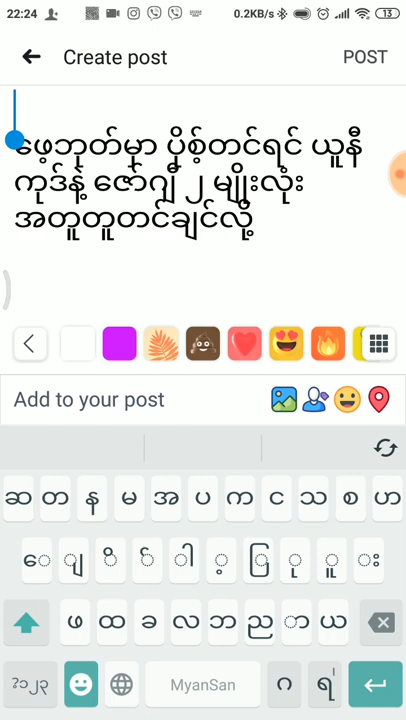 22:24
0.2KB/s
13
Create post
POST
ဖေ့ဘုတ်မှာ ပို့စ်တင်ရင် ယူနီ
ကုဒ်နဲ့ ဇော်ဂျီ ၂ မျိုးလုံး
အတူတူတင်ချင်လို့
Add to your post
ဆ တ န မ အ ပ က င သ စ ဟ
ေ ျ ိ ် ါ ့ ြ ု ူ း
ဖ ထ ခ လ ဘ ည ာ ယ
?၁၂၃ MyanSan ဂ ရ